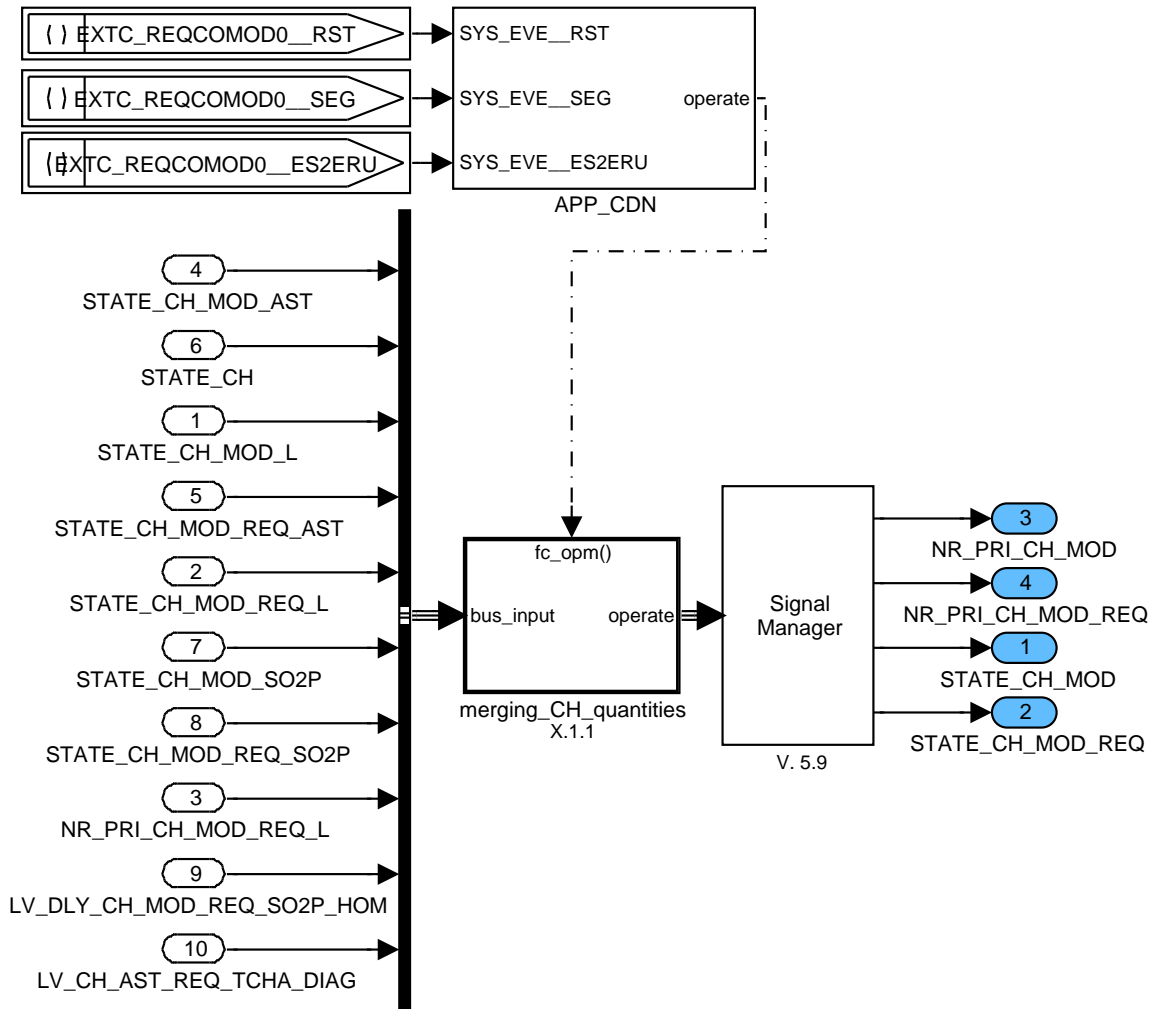 ( ) EXTC_REQCOMOD0__RST
SYS_EVE__RST
( ) EXTC_REQCOMOD0__SEG
SYS_EVE__SEG
operate
( ) EXTC_REQCOMOD0__ES2ERU
SYS_EVE__ES2ERU
APP_CDN
4
STATE_CH_MOD_AST
6
STATE_CH
1
STATE_CH_MOD_L
5
STATE_CH_MOD_REQ_AST
2
STATE_CH_MOD_REQ_L
7
STATE_CH_MOD_SO2P
8
STATE_CH_MOD_REQ_SO2P
3
NR_PRI_CH_MOD_REQ_L
9
LV_DLY_CH_MOD_REQ_SO2P_HOM
10
LV_CH_AST_REQ_TCHA_DIAG
fc_opm()
bus_input
operate
merging_CH_quantities
X.1.1
Signal
Manager
V. 5.9
3
NR_PRI_CH_MOD
4
NR_PRI_CH_MOD_REQ
1
STATE_CH_MOD
2
STATE_CH_MOD_REQ